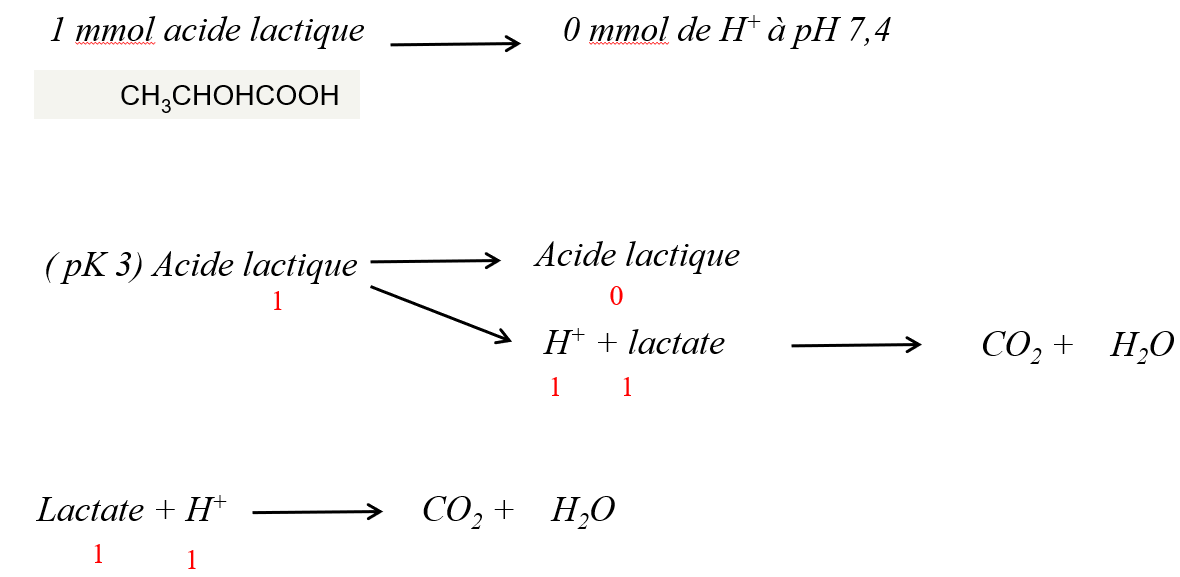 1 mmol acide lactique 0 mmol de H⁺ à pH 7,4
CH₃CHOHCOOH
( pK 3) Acide lactique Acide lactique
1 0
H⁺ + lactate CO₂ + H₂O
1 1
Lactate + H⁺ CO₂ + H₂O
1 1